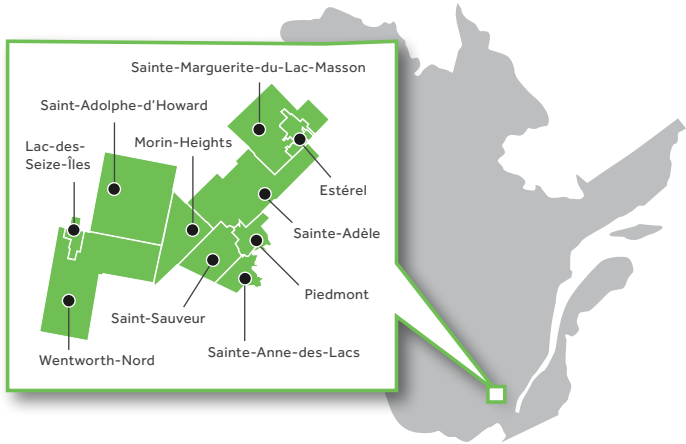 Sainte-Marguerite-du-Lac-Masson
Saint-Adolphe-d'Howard
Morin-Heights
Lac-des-
Seize-Îles
Estérel
Sainte-Adèle
Piedmont
Saint-Sauveur
Sainte-Anne-des-Lacs
Wentworth-Nord